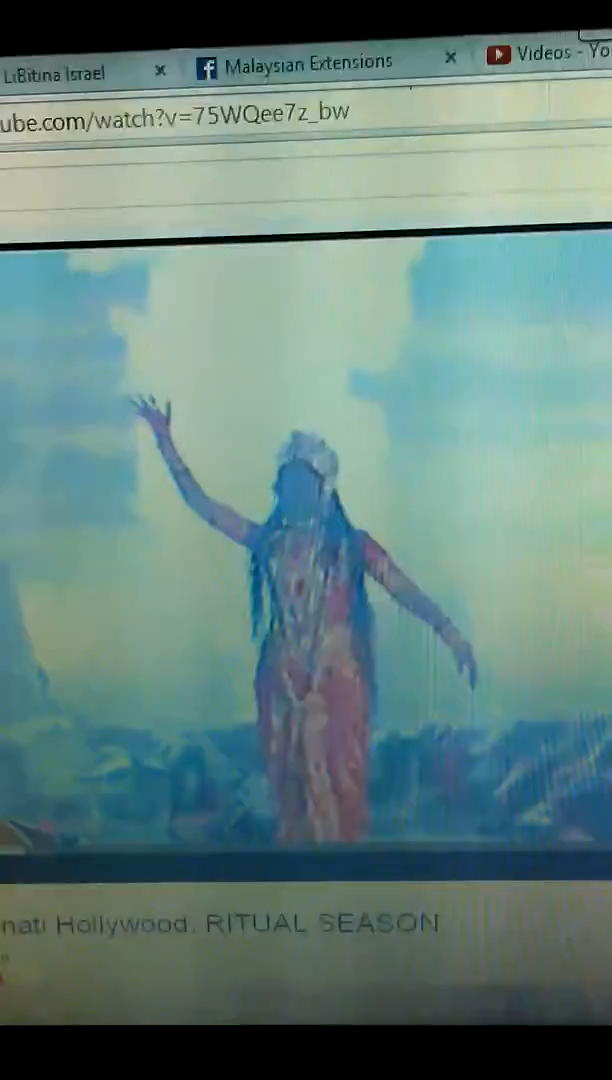 LiBitina Israel
Malaysian Extensions
Videos - Yo
ube.com/watch?v=75WQee7z_bw
nati Hollywood. RITUAL SEASON